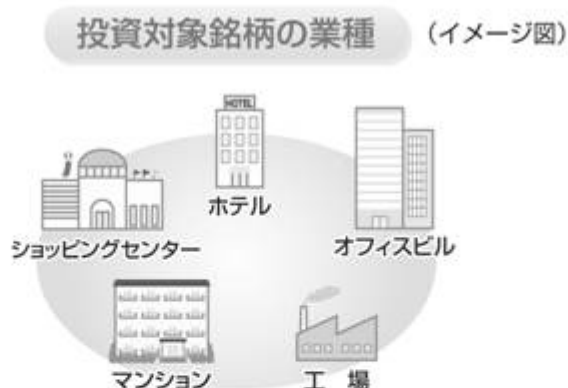 投資対象銘柄の業種 (イメージ図)
HOTEL
ホテル
ショッピングセンター
オフィスビル
マンション
工 場